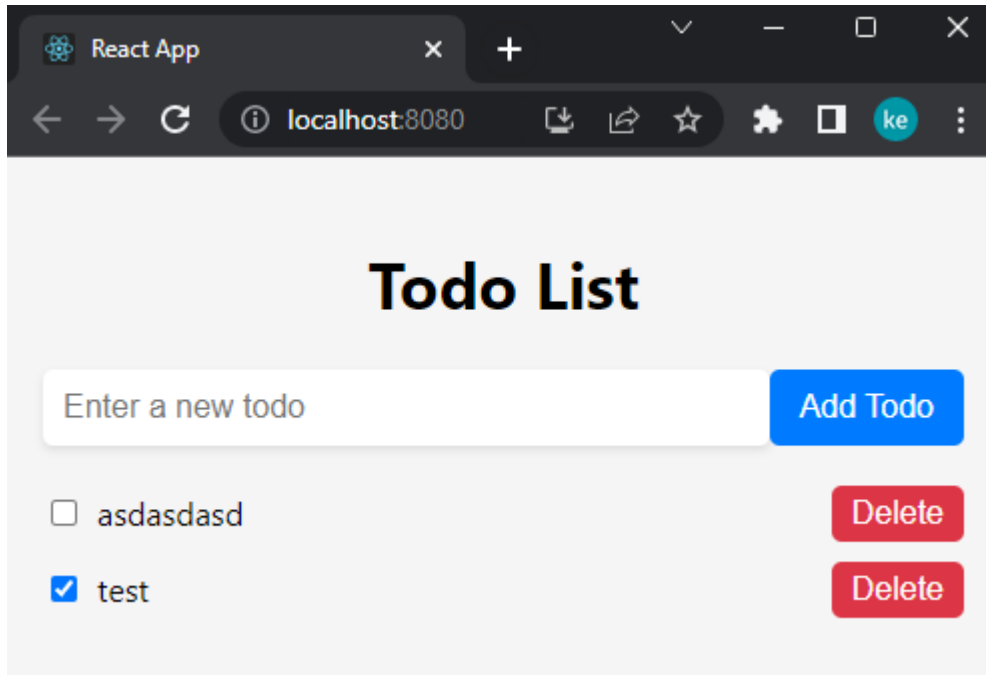 React App
localhost:8080
ke
Todo List
Enter a new todo
Add Todo
asdasdasd
Delete
test
Delete